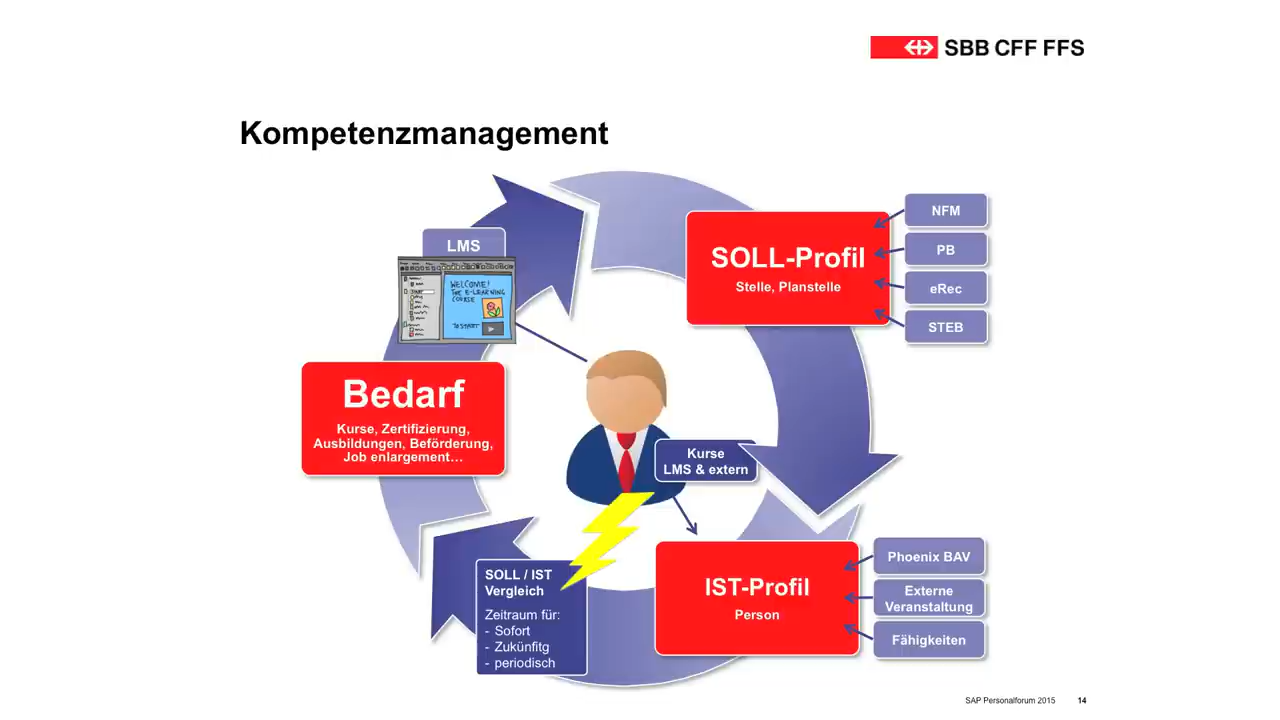 SBB CFF FFS
Kompetenzmanagement
LMS
WELCOME!
THE E-LEARNING
COURSE
TO START
SOLL-Profil
Stelle, Planstelle
NFM
PB
eRec
STEB
Bedarf
Kurse, Zertifizierung,
Ausbildungen, Beförderung,
Job enlargement…
Kurse
LMS & extern
SOLL / IST
Vergleich
Zeitraum für:
- Sofort
- Zukünfitg
- periodisch
IST-Profil
Person
Phoenix BAV
Externe
Veranstaltung
Fähigkeiten
SAP Personalforum 2015 14